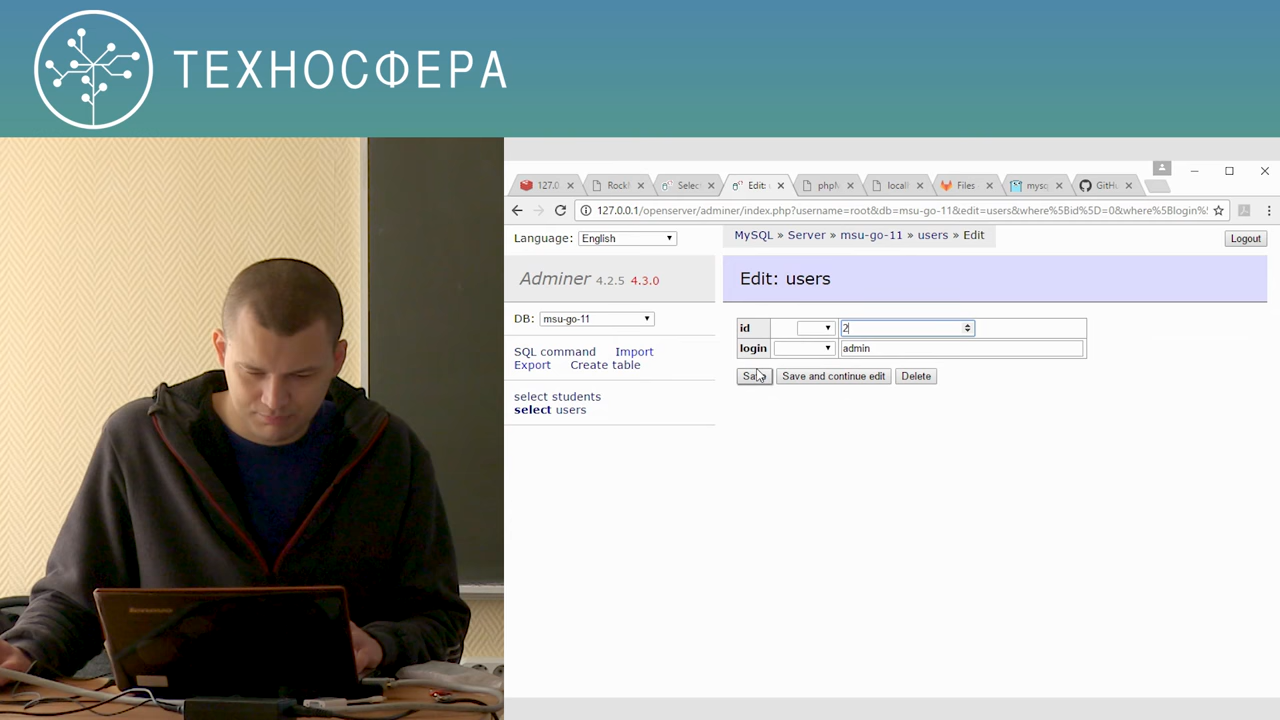 ТЕХНОСФЕРА
127.0
Rock
Selec
Edit:
php
local
Files
mysq
GitH
127.0.0.1/openserver/adminer/index.php?username=root&db=msu-go-11&edit=users&where%5Bid%5D=0&where%5Blogin%
Language: English
MySQL » Server » msu-go-11 » users » Edit
Logout
Adminer 4.2.5 4.3.0
Edit: users
DB: msu-go-11
id 2
login admin
SQL command Import
Export Create table
Save Save and continue edit Delete
select students
select users